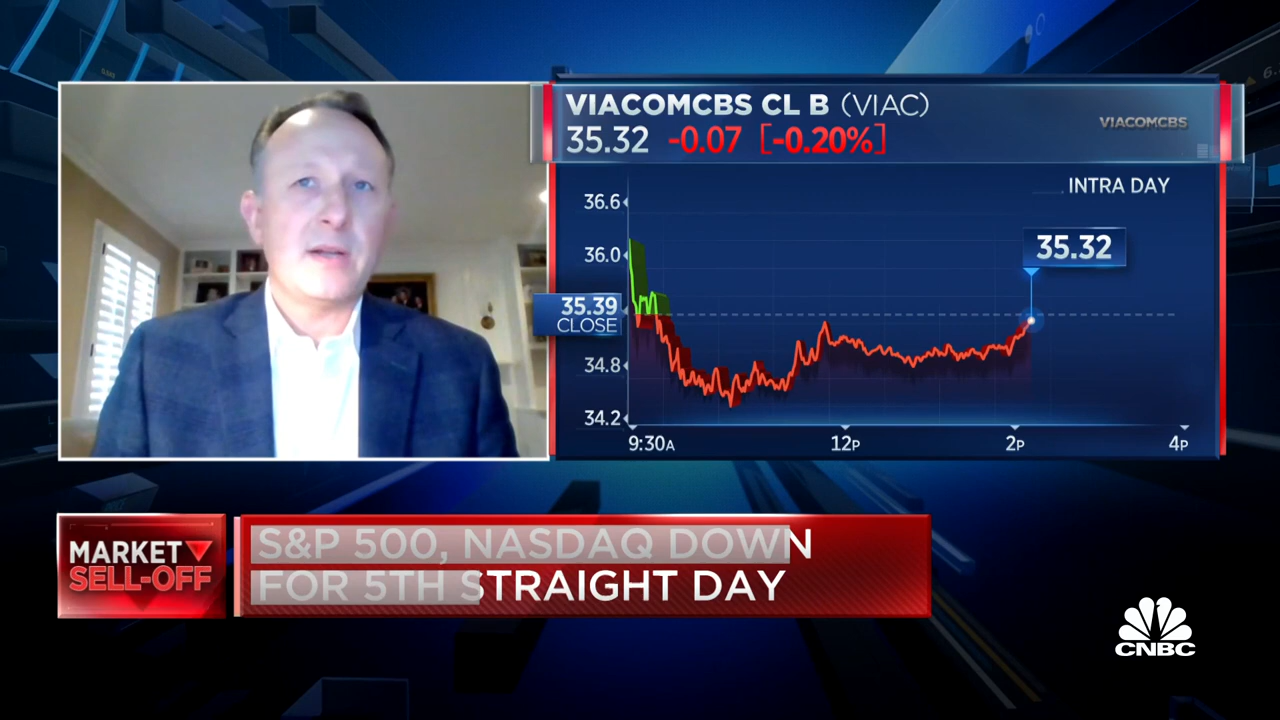 VIACOMCBS CL B (VIAC)
35.32 -0.07 [-0.20%]
VIACOMCBS
INTRA DAY
36.6
36.0
35.39
CLOSE
34.8
34.2
35.32
9:30A 12P 2P 4P
MARKET
SELL-OFF
S&P 500, NASDAQ DOWN
FOR 5TH STRAIGHT DAY
CNBC